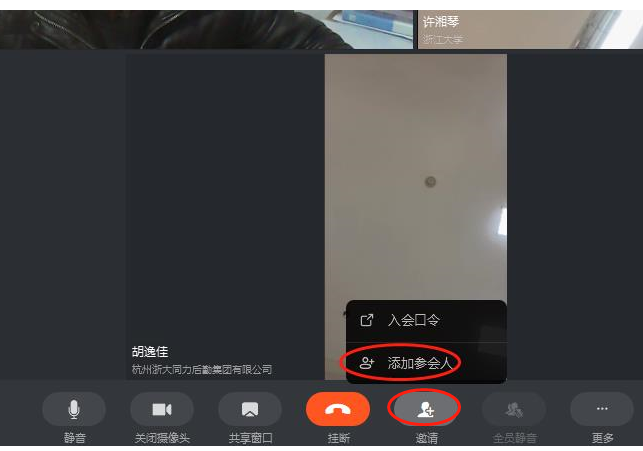 许湘琴
浙江大学
入会口令
添加参会人
胡逸佳
杭州浙大同力后勤集团有限公司
静音
关闭摄像头
共享窗口
挂断
邀请
全员静音
更多